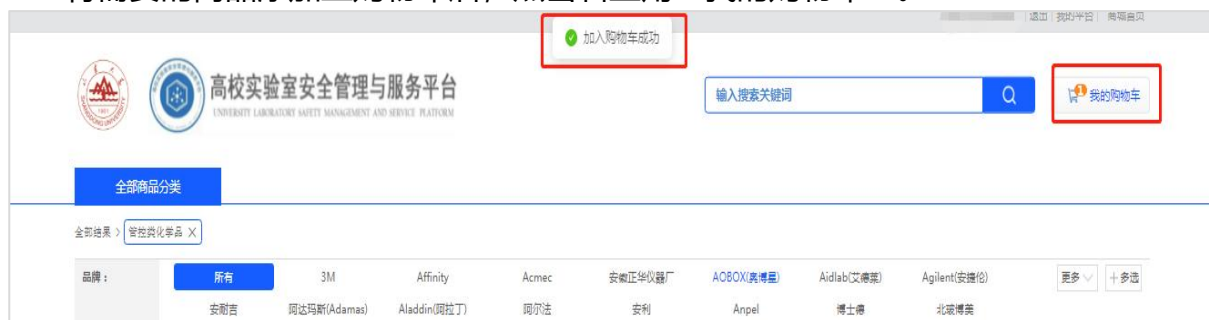 退出 | 我的平台 | 商城首页
加入购物车成功
高校实验室安全管理与服务平台
UNIVERSITY LABORATORY SAFETY MANAGEMENT AND SERVICE PLATFORM
输入搜索关键词
1 我的购物车
全部商品分类
全部结果 > 管控类化学品 X
品牌： 所有 3M Affinity Acmec 安徽正华仪器厂 AOBOX(奥博星) Aidlab(艾德莱) Agilent(安捷伦) 更多 +多选
安耐吉 阿达玛斯(Adamas) Aladdin(阿拉丁) 阿尔法 安利 Anpel 博士德 北玻博美